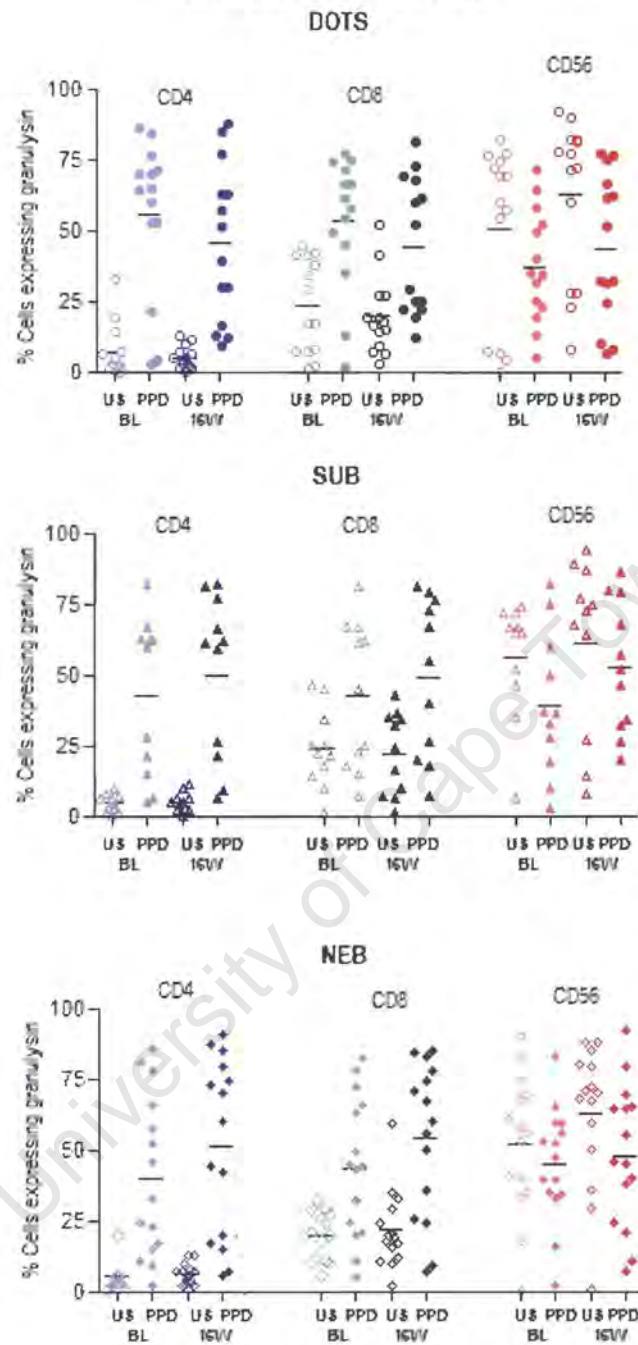 DOTS
CD4 CD8 CD56
% Cells expressing granulysin
100
75
50
25
0
US PPD US PPD US PPD US PPD US PPD US PPD
BL 16W BL 16W BL 16W
SUB
CD4 CD8 CD56
% Cells expressing granulysin
100
75
50
25
0
US PPD US PPD US PPD US PPD US PPD US PPD
BL 16W BL 16W BL 16W
NEB
CD4 CD8 CD56
% Cells expressing granulysin
100
75
50
25
0
US PPD US PPD US PPD US PPD US PPD US PPD
BL 16W BL 16W BL 16W
University of Cape Town